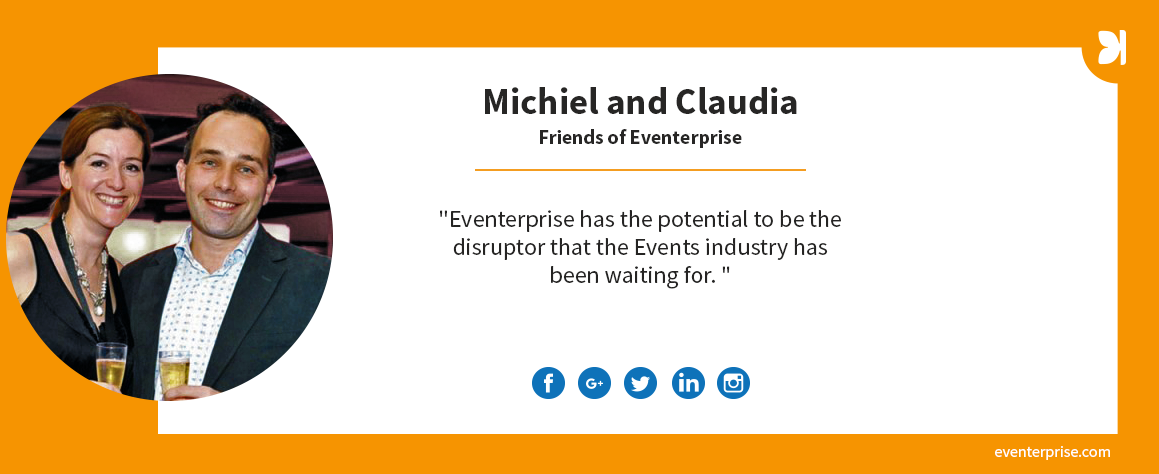 Michiel and Claudia
Friends of Eventerprise
"Eventerprise has the potential to be the
disruptor that the Events industry has
been waiting for. "
f G+ in
eventerprise.com